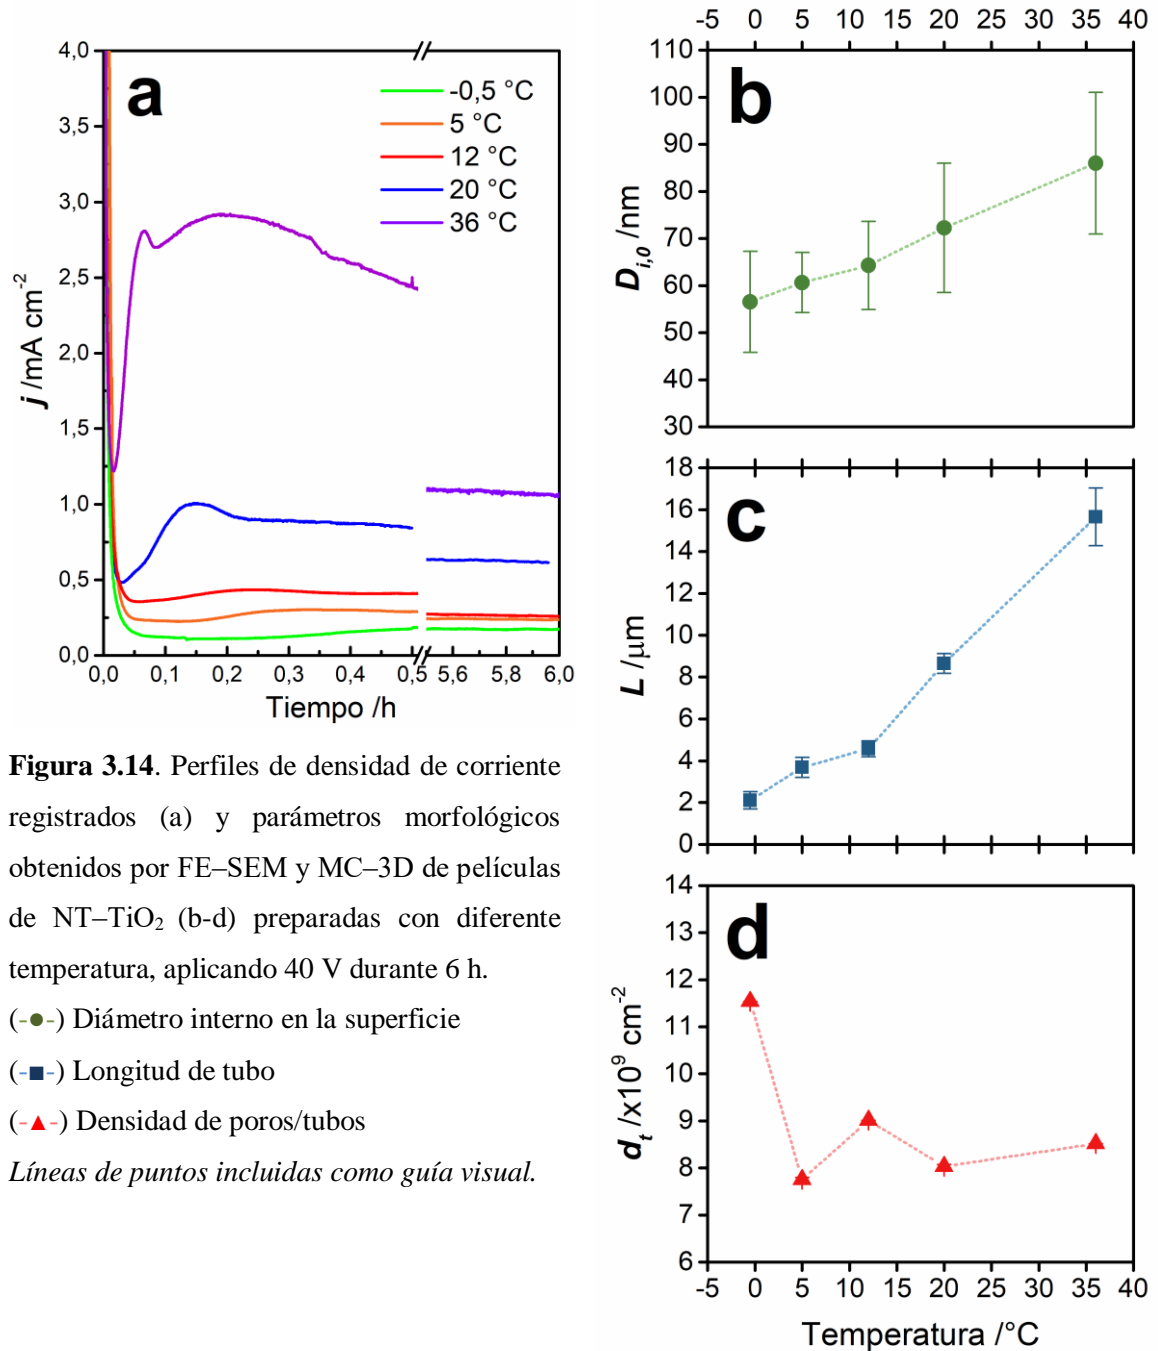 a
4,0
3,5
3,0
2,5
2,0
1,5
1,0
0,5
0,0
j /mA cm-2
-0,5 °C
5 °C
12 °C
20 °C
36 °C
0,0 0,1 0,2 0,3 0,4 0,5 5,6 5,8 6,0
Tiempo /h
Figura 3.14. Perfiles de densidad de corriente
registrados (a) y parámetros morfológicos
obtenidos por FE–SEM y MC–3D de películas
de NT–TiO2 (b-d) preparadas con diferente
temperatura, aplicando 40 V durante 6 h.
(-●-) Diámetro interno en la superficie
(-■-) Longitud de tubo
(-▲-) Densidad de poros/tubos
Líneas de puntos incluidas como guía visual.
-5 0 5 10 15 20 25 30 35 40
b
110
100
90
80
70
60
50
40
30
Di,0 /nm
c
18
16
14
12
10
8
6
4
2
0
L /µm
d
14
13
12
11
10
9
8
7
6
dt /x109 cm-2
-5 0 5 10 15 20 25 30 35 40
Temperatura /°C